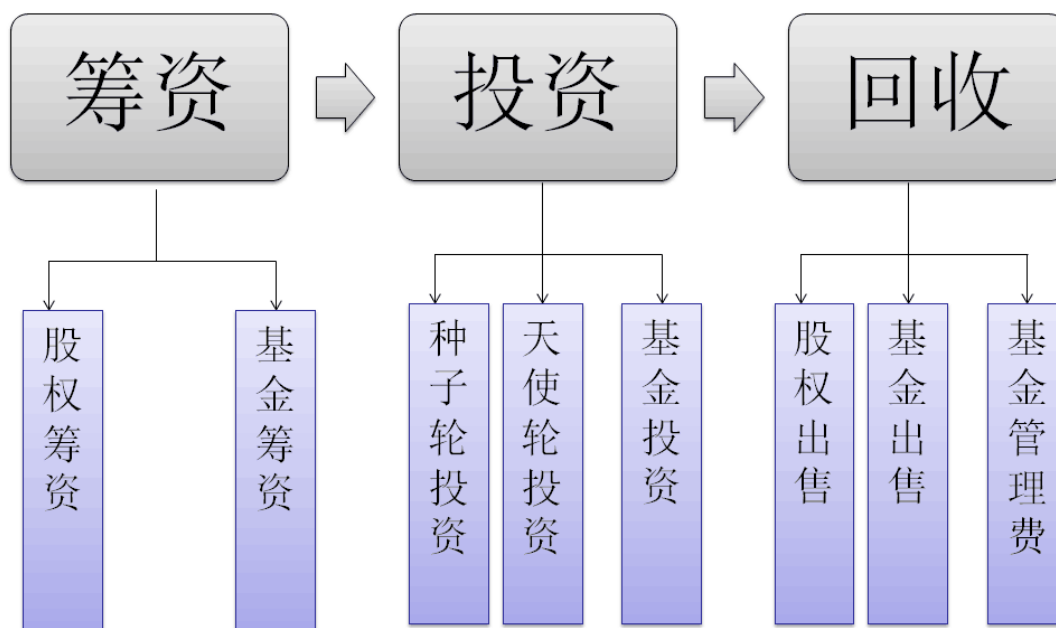 筹资
投资
回收
股权筹资
基金筹资
种子轮投资
天使轮投资
基金投资
股权出售
基金出售
基金管理费